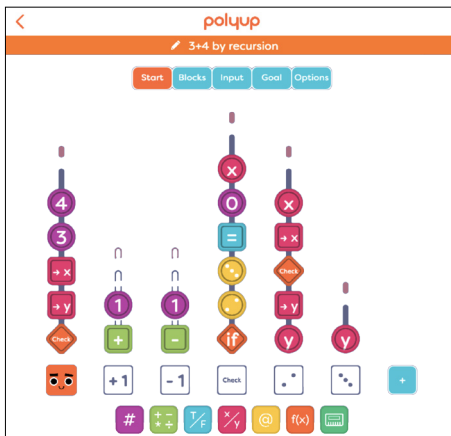 polyup
3+4 by recursion
Start Blocks Input Goal Options
x x
4 0 x
3 = → x
→ x Check
→ y 1 1 → y
Check + - if y y
+1 -1 Check +
# + - × ÷ T/F x/y @ f(x)